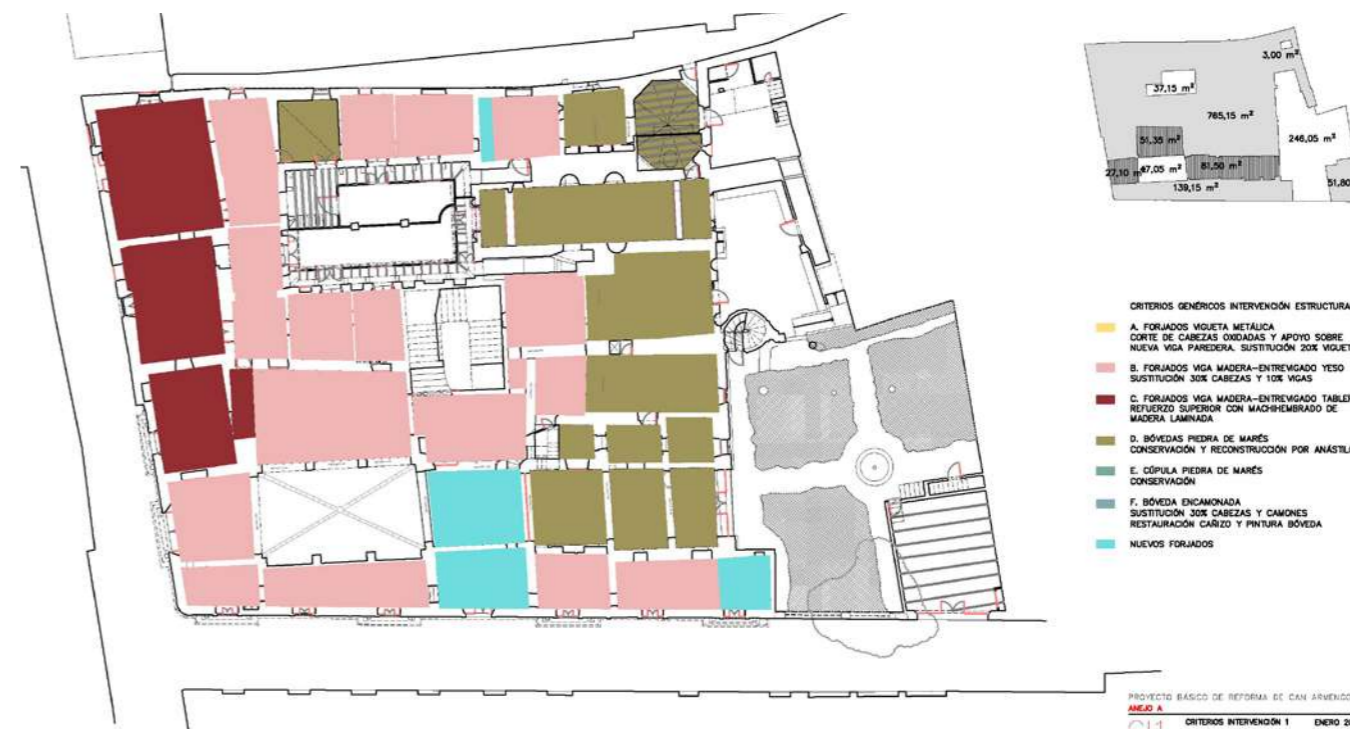 3,00 m²
37,15 m²
765,15 m²
246,05 m²
51,35 m²
81,50 m²
27,10 m²
47,05 m²
51,80
139,15 m²
CRITERIOS GENÉRICOS INTERVENCIÓN ESTRUCTURA
A. FORJADOS VIGUETA METÁLICA
CORTE DE CABEZAS OXIDADAS Y APOYO SOBRE
NUEVA VIGA PAREDERA. SUSTITUCIÓN 20% VIGUET
B. FORJADOS VIGA MADERA-ENTREVIGADO YESO
SUSTITUCIÓN 30% CABEZAS Y 10% VIGAS
C. FORJADOS VIGA MADERA-ENTREVIGADO TABLER
REFUERZO SUPERIOR CON MACHIHEMBRADO DE
MADERA LAMINADA
D. BÓVEDAS PIEDRA DE MARÉS
CONSERVACIÓN Y RECONSTRUCCIÓN POR ANÁSTIL
E. CÚPULA PIEDRA DE MARÉS
CONSERVACIÓN
F. BÓVEDA ENCAMONADA
SUSTITUCIÓN 30% CABEZAS Y CAMONES
RESTAURACIÓN CAÑIZO Y PINTURA BÓVEDA
NUEVOS FORJADOS
PROYECTO BÁSICO DE REFORMA DE CAN ARMENGO
ANEJO A
CRITERIOS INTERVENCIÓN 1 ENERO 20